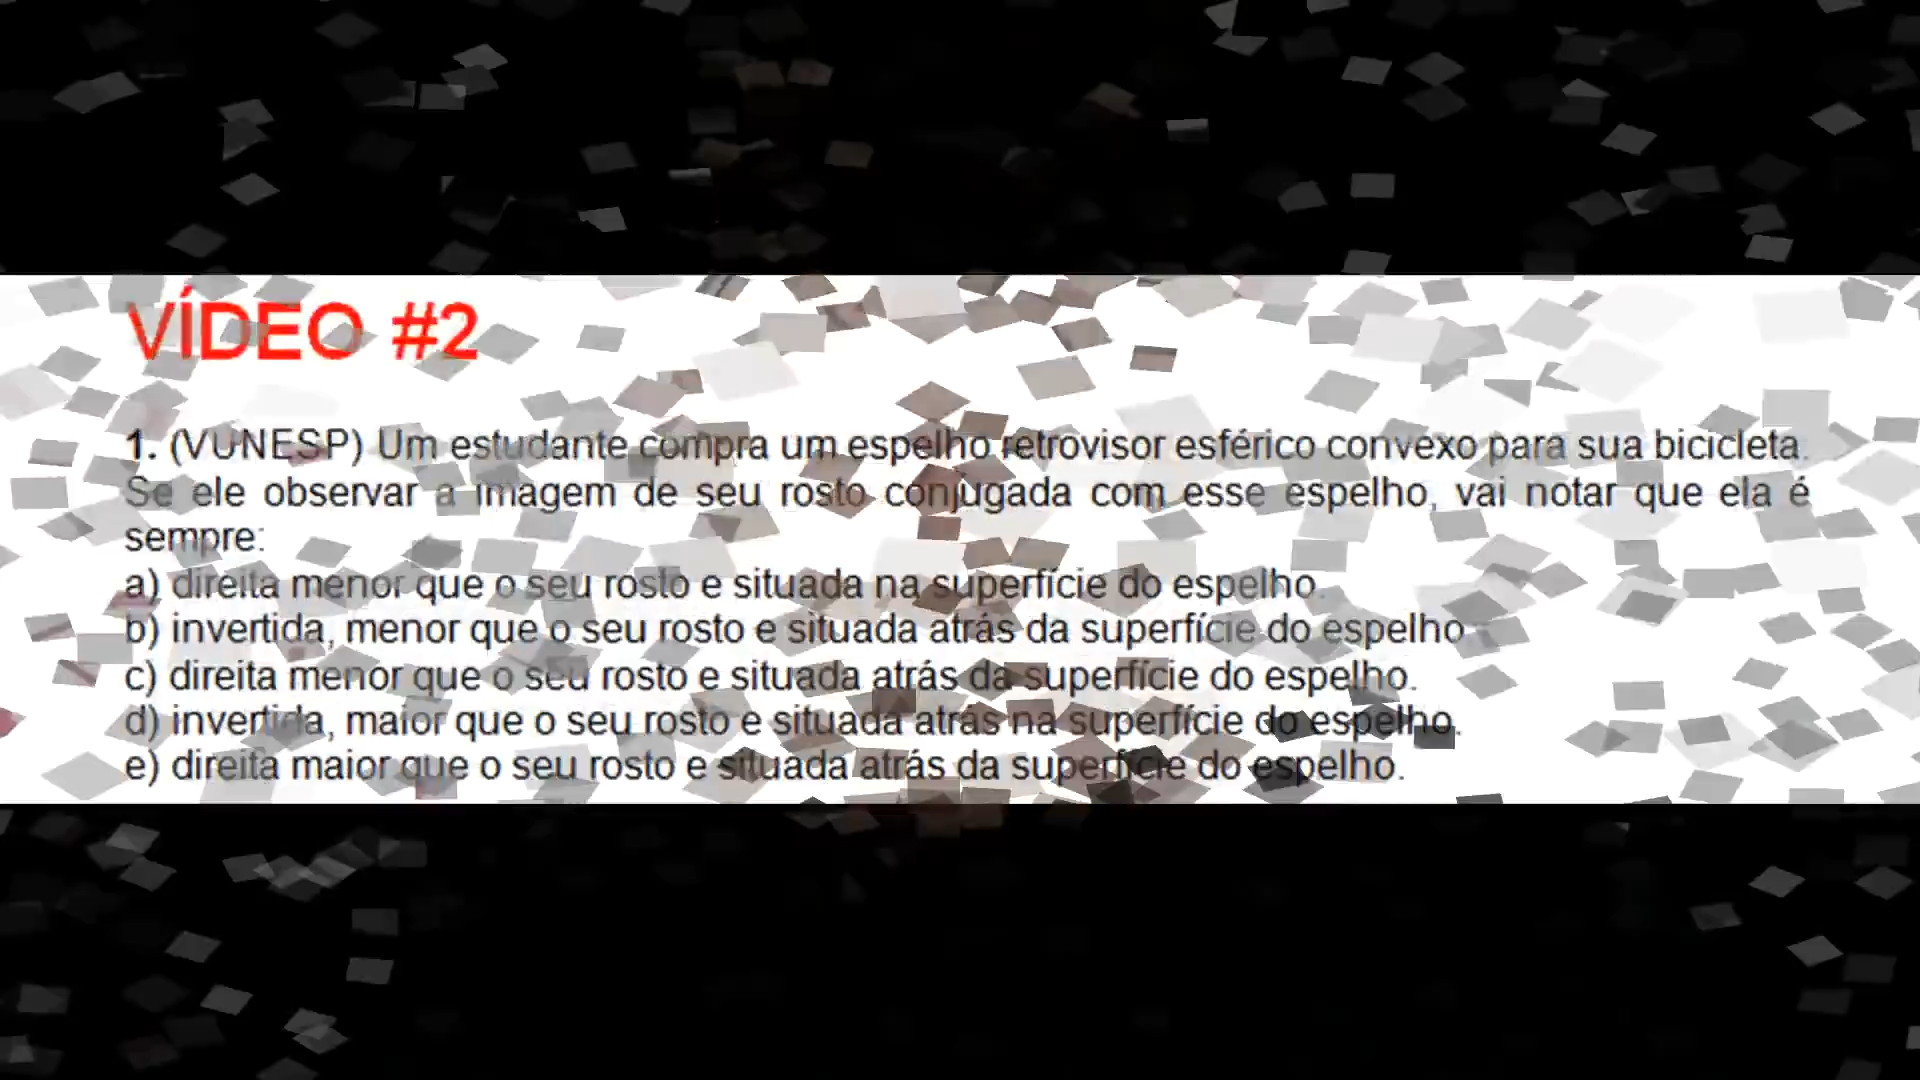 VÍDEO #2
1. (VUNESP) Um estudante compra um espelho retrovisor esférico convexo para sua bicicleta.
Se ele observar a imagem de seu rosto conjugada com esse espelho, vai notar que ela é
sempre:
a) direita menor que o seu rosto e situada na superfície do espelho.
b) invertida, menor que o seu rosto e situada atrás da superfície do espelho
c) direita menor que o seu rosto e situada atrás da superfície do espelho.
d) invertida, maior que o seu rosto e situada atrás na superfície do espelho.
e) direita maior que o seu rosto e situada atrás da superfície do espelho.